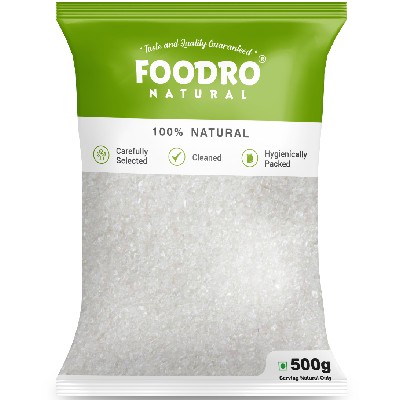 * Taste and Quality Guaranteed *
FOODRO®
NATURAL
100% NATURAL
Carefully
Selected
Cleaned
Hygienically
Packed
500g
Serving Natural Only